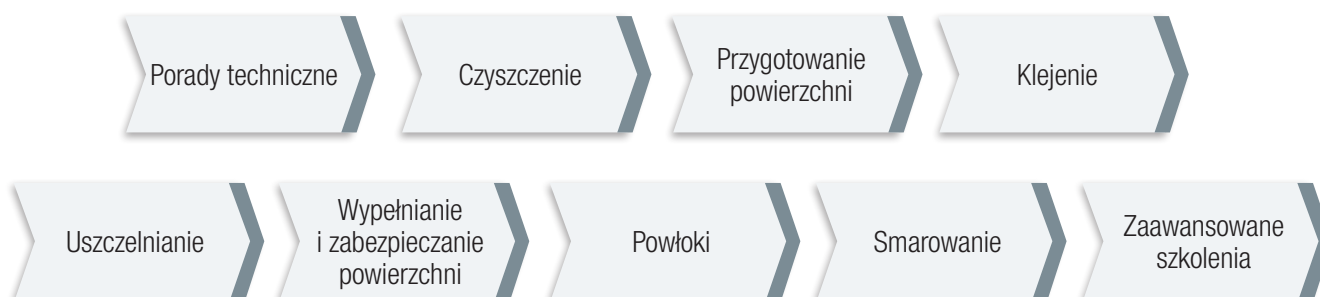 Porady techniczne
Czyszczenie
Przygotowanie
powierzchni
Klejenie
Uszczelnianie
Wypełnianie
i zabezpieczanie
powierzchni
Powłoki
Smarowanie
Zaawansowane
szkolenia